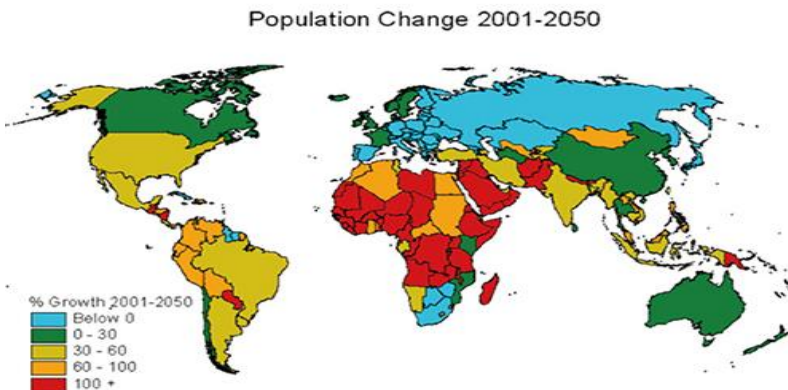 Population Change 2001-2050
% Growth 2001-2050
Below 0
0 - 30
30 - 60
60 - 100
100 +